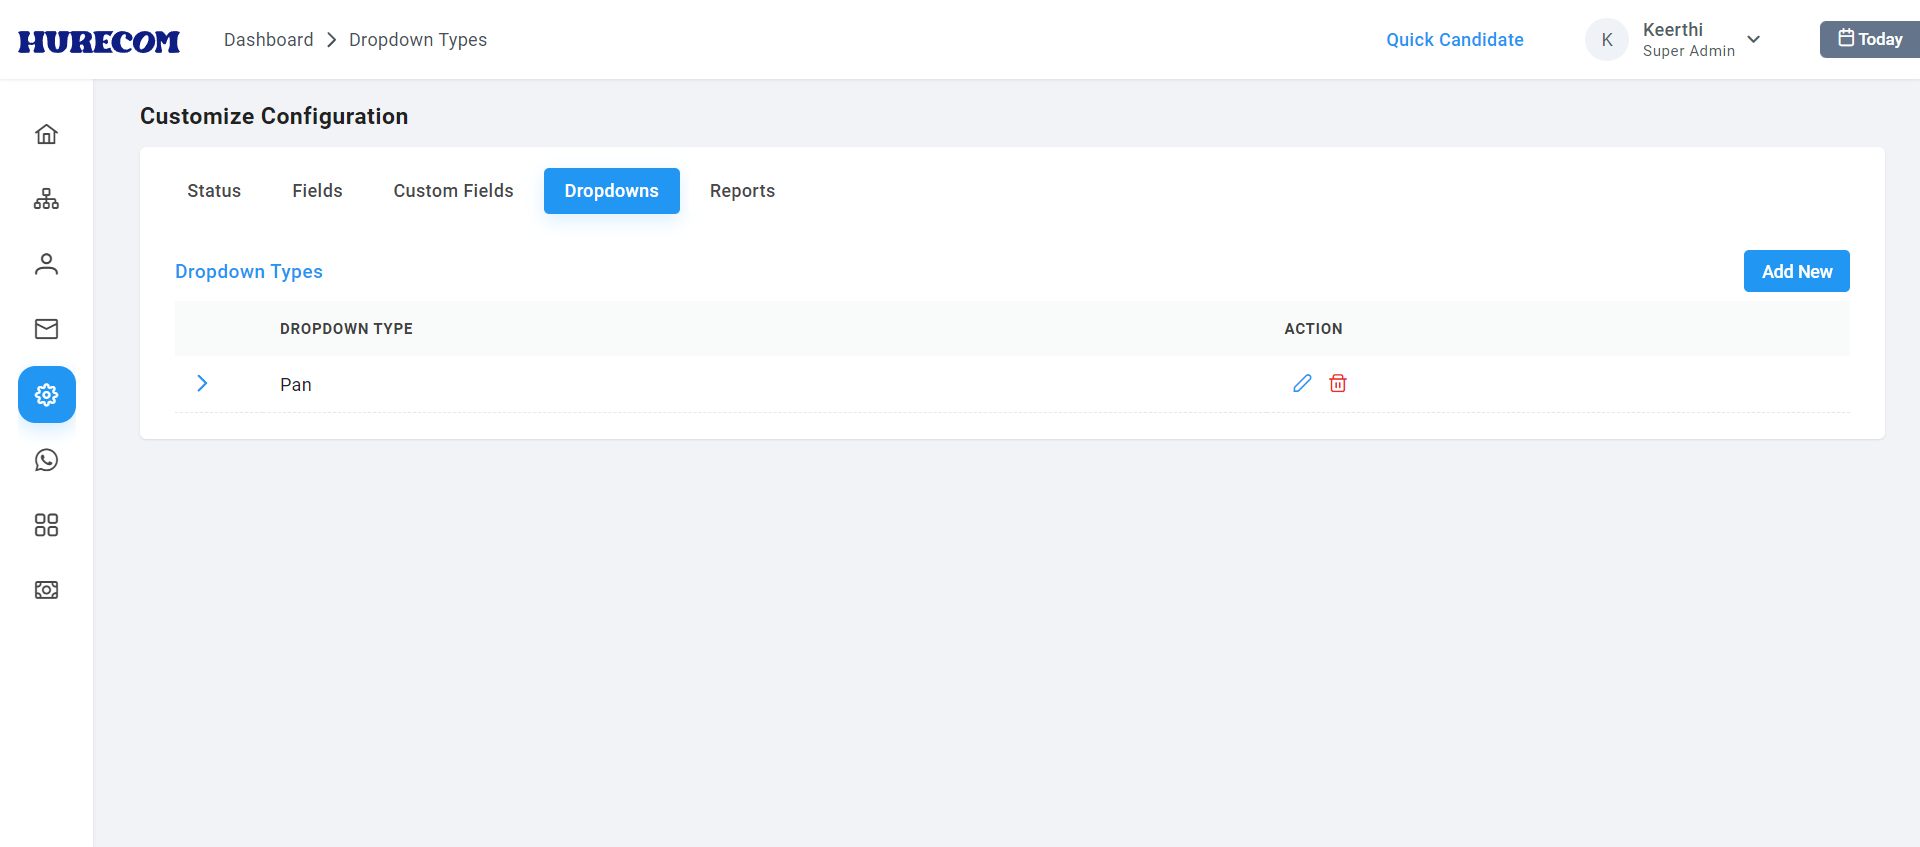 HURECOM
Dashboard > Dropdown Types
Quick Candidate
K
Keerthi
Super Admin
Today
Customize Configuration
Status Fields Custom Fields Dropdowns Reports
Dropdown Types
Add New
DROPDOWN TYPE ACTION
Pan